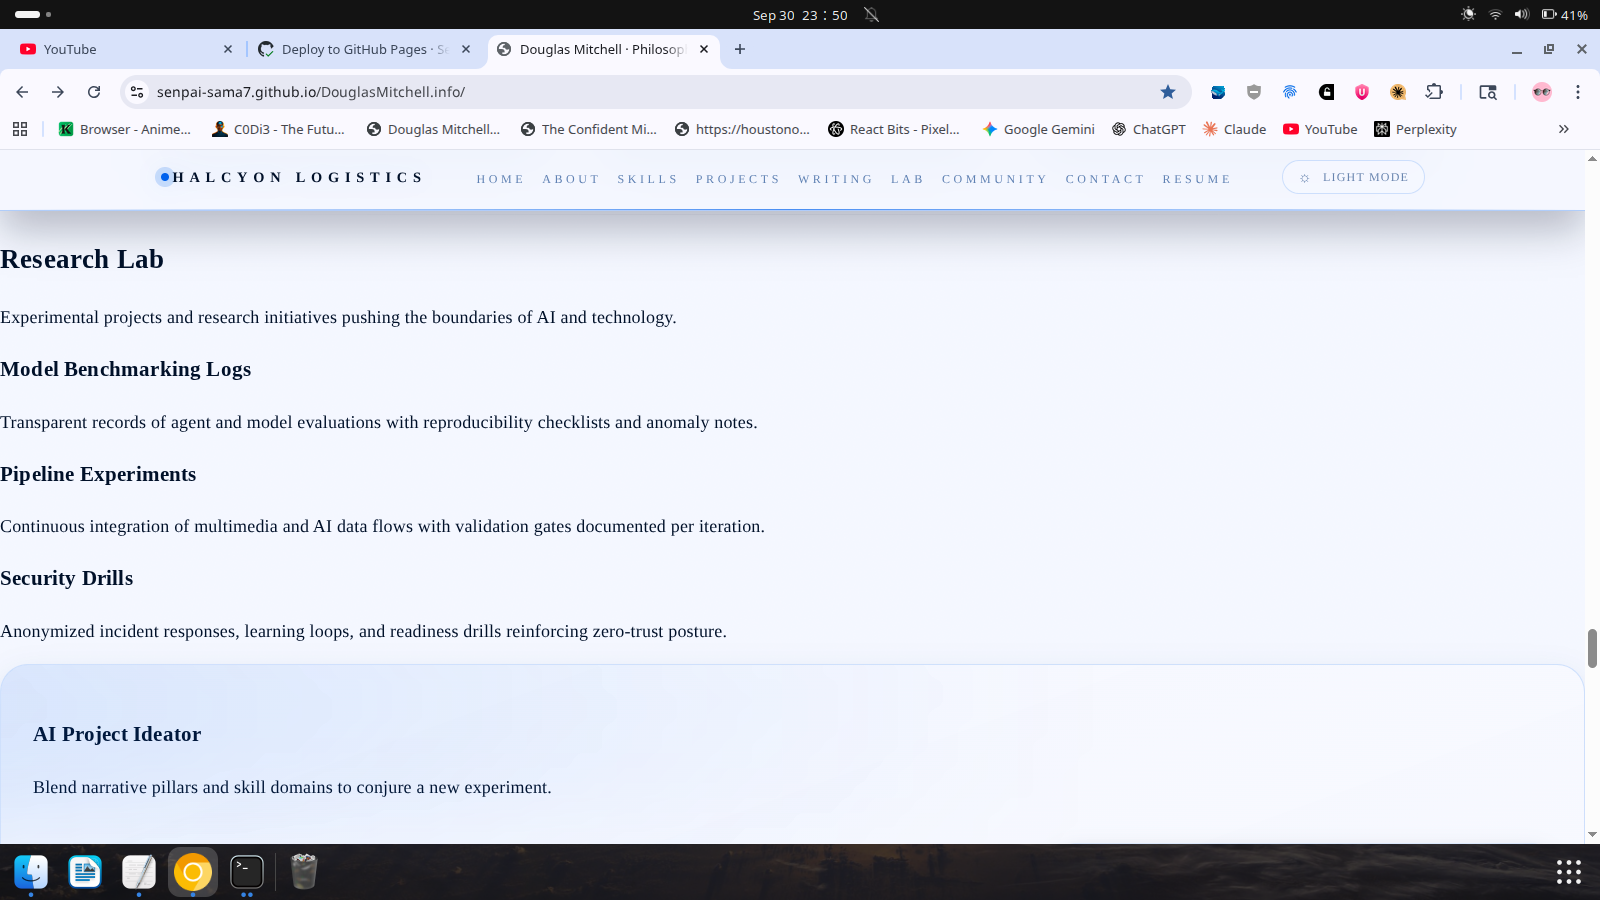 Sep 30 23 : 50
41%
YouTube
Deploy to GitHub Pages · Se
Douglas Mitchell · Philosop
senpai-sama7.github.io/DouglasMitchell.info/
Browser - Anime...
C0Di3 - The Futu...
Douglas Mitchell...
The Confident Mi...
https://houstono...
React Bits - Pixel...
Google Gemini
ChatGPT
Claude
YouTube
Perplexity
HALCYON LOGISTICS
HOME ABOUT SKILLS PROJECTS WRITING LAB COMMUNITY CONTACT RESUME
LIGHT MODE
Research Lab
Experimental projects and research initiatives pushing the boundaries of AI and technology.
Model Benchmarking Logs
Transparent records of agent and model evaluations with reproducibility checklists and anomaly notes.
Pipeline Experiments
Continuous integration of multimedia and AI data flows with validation gates documented per iteration.
Security Drills
Anonymized incident responses, learning loops, and readiness drills reinforcing zero-trust posture.
AI Project Ideator
Blend narrative pillars and skill domains to conjure a new experiment.